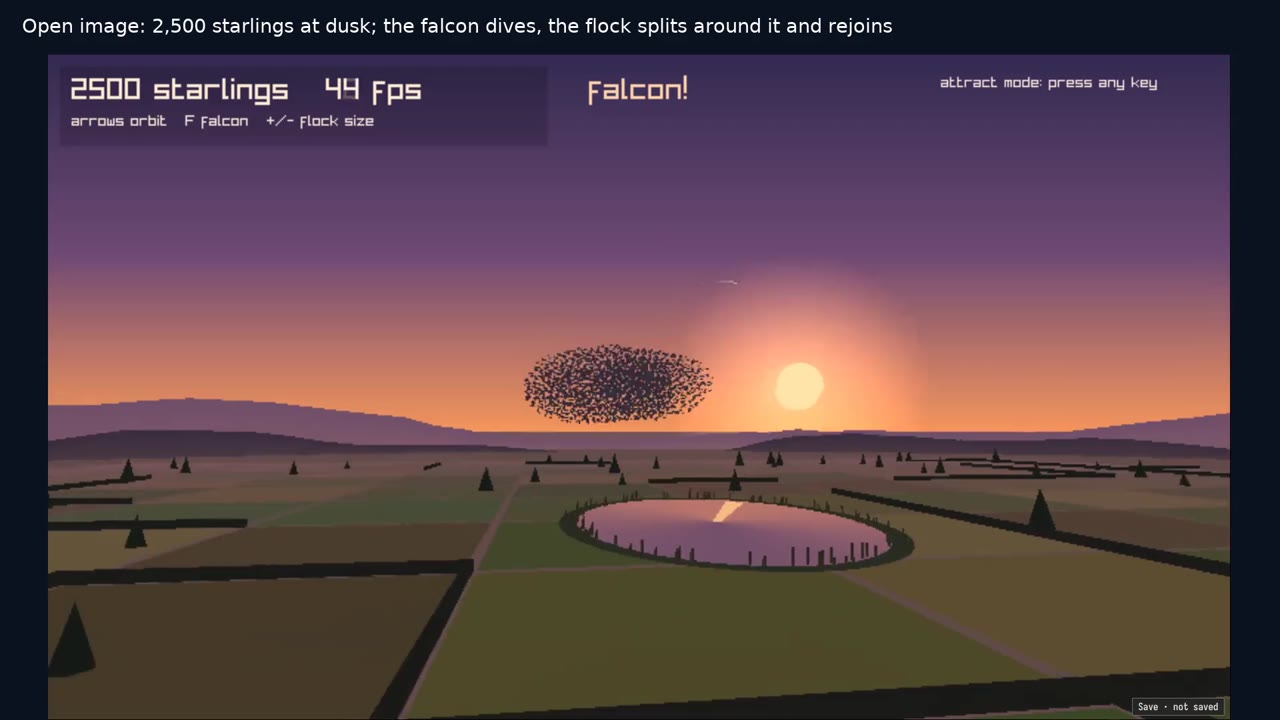 Open image: 2,500 starlings at dusk; the falcon dives, the flock splits around it and rejoins
2500 starlings 44 fps
Falcon!
attract mode: press any key
arrows orbit F falcon +/- flock size
Save · not saved